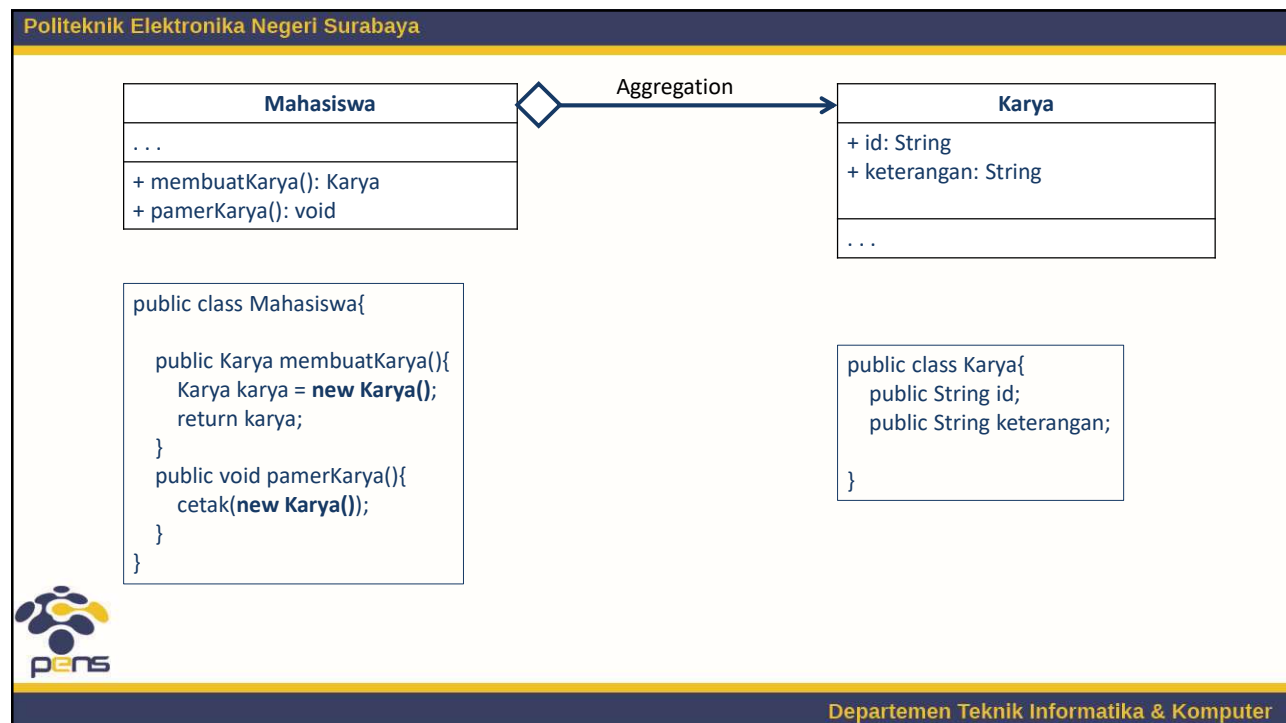 Politeknik Elektronika Negeri Surabaya
Aggregation
Mahasiswa
. . .
+ membuatKarya(): Karya
+ pamerKarya(): void
Karya
+ id: String
+ keterangan: String
. . .
public class Mahasiswa{
public Karya membuatKarya(){
Karya karya = new Karya();
return karya;
}
public void pamerKarya(){
cetak(new Karya());
}
}
public class Karya{
public String id;
public String keterangan;
}
pens
Departemen Teknik Informatika & Komputer